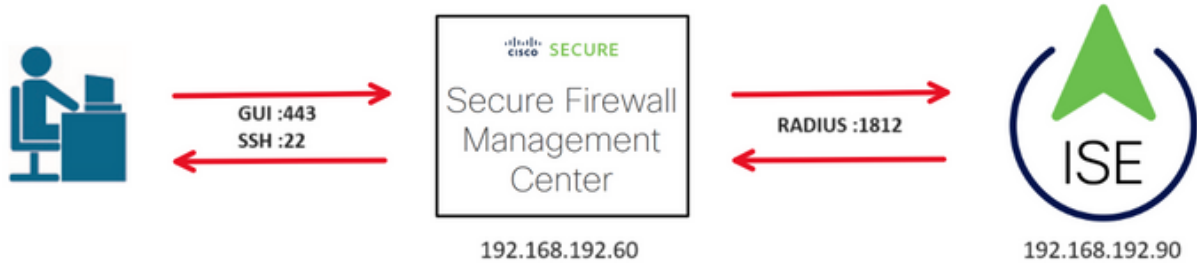 GUI :443
SSH :22
CISCO SECURE
Secure Firewall
Management
Center
192.168.192.60
RADIUS :1812
ISE
192.168.192.90